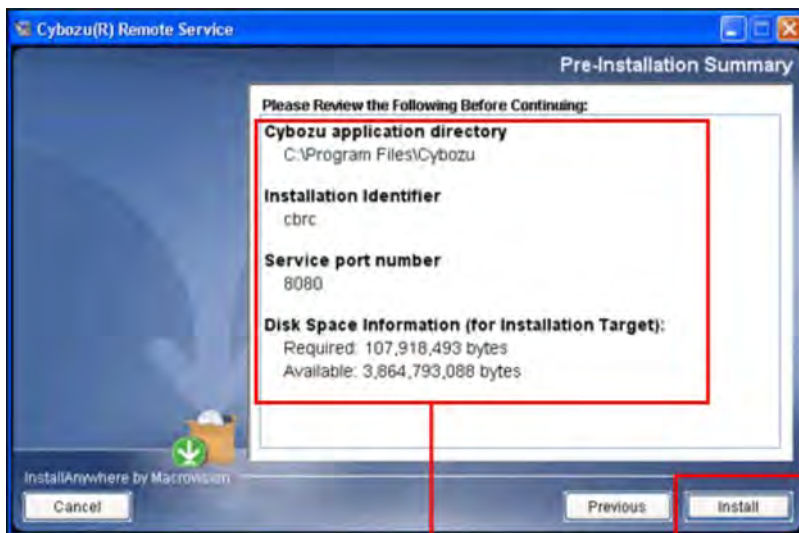 Cybozu(R) Remote Service
Pre-Installation Summary
Please Review the Following Before Continuing:
Cybozu application directory
C:\Program Files\Cybozu
Installation Identifier
cbrc
Service port number
8080
Disk Space Information (for Installation Target):
Required: 107,918,493 bytes
Available: 3,864,793,088 bytes
InstallAnywhere by Macrovision
Cancel
Previous
Install